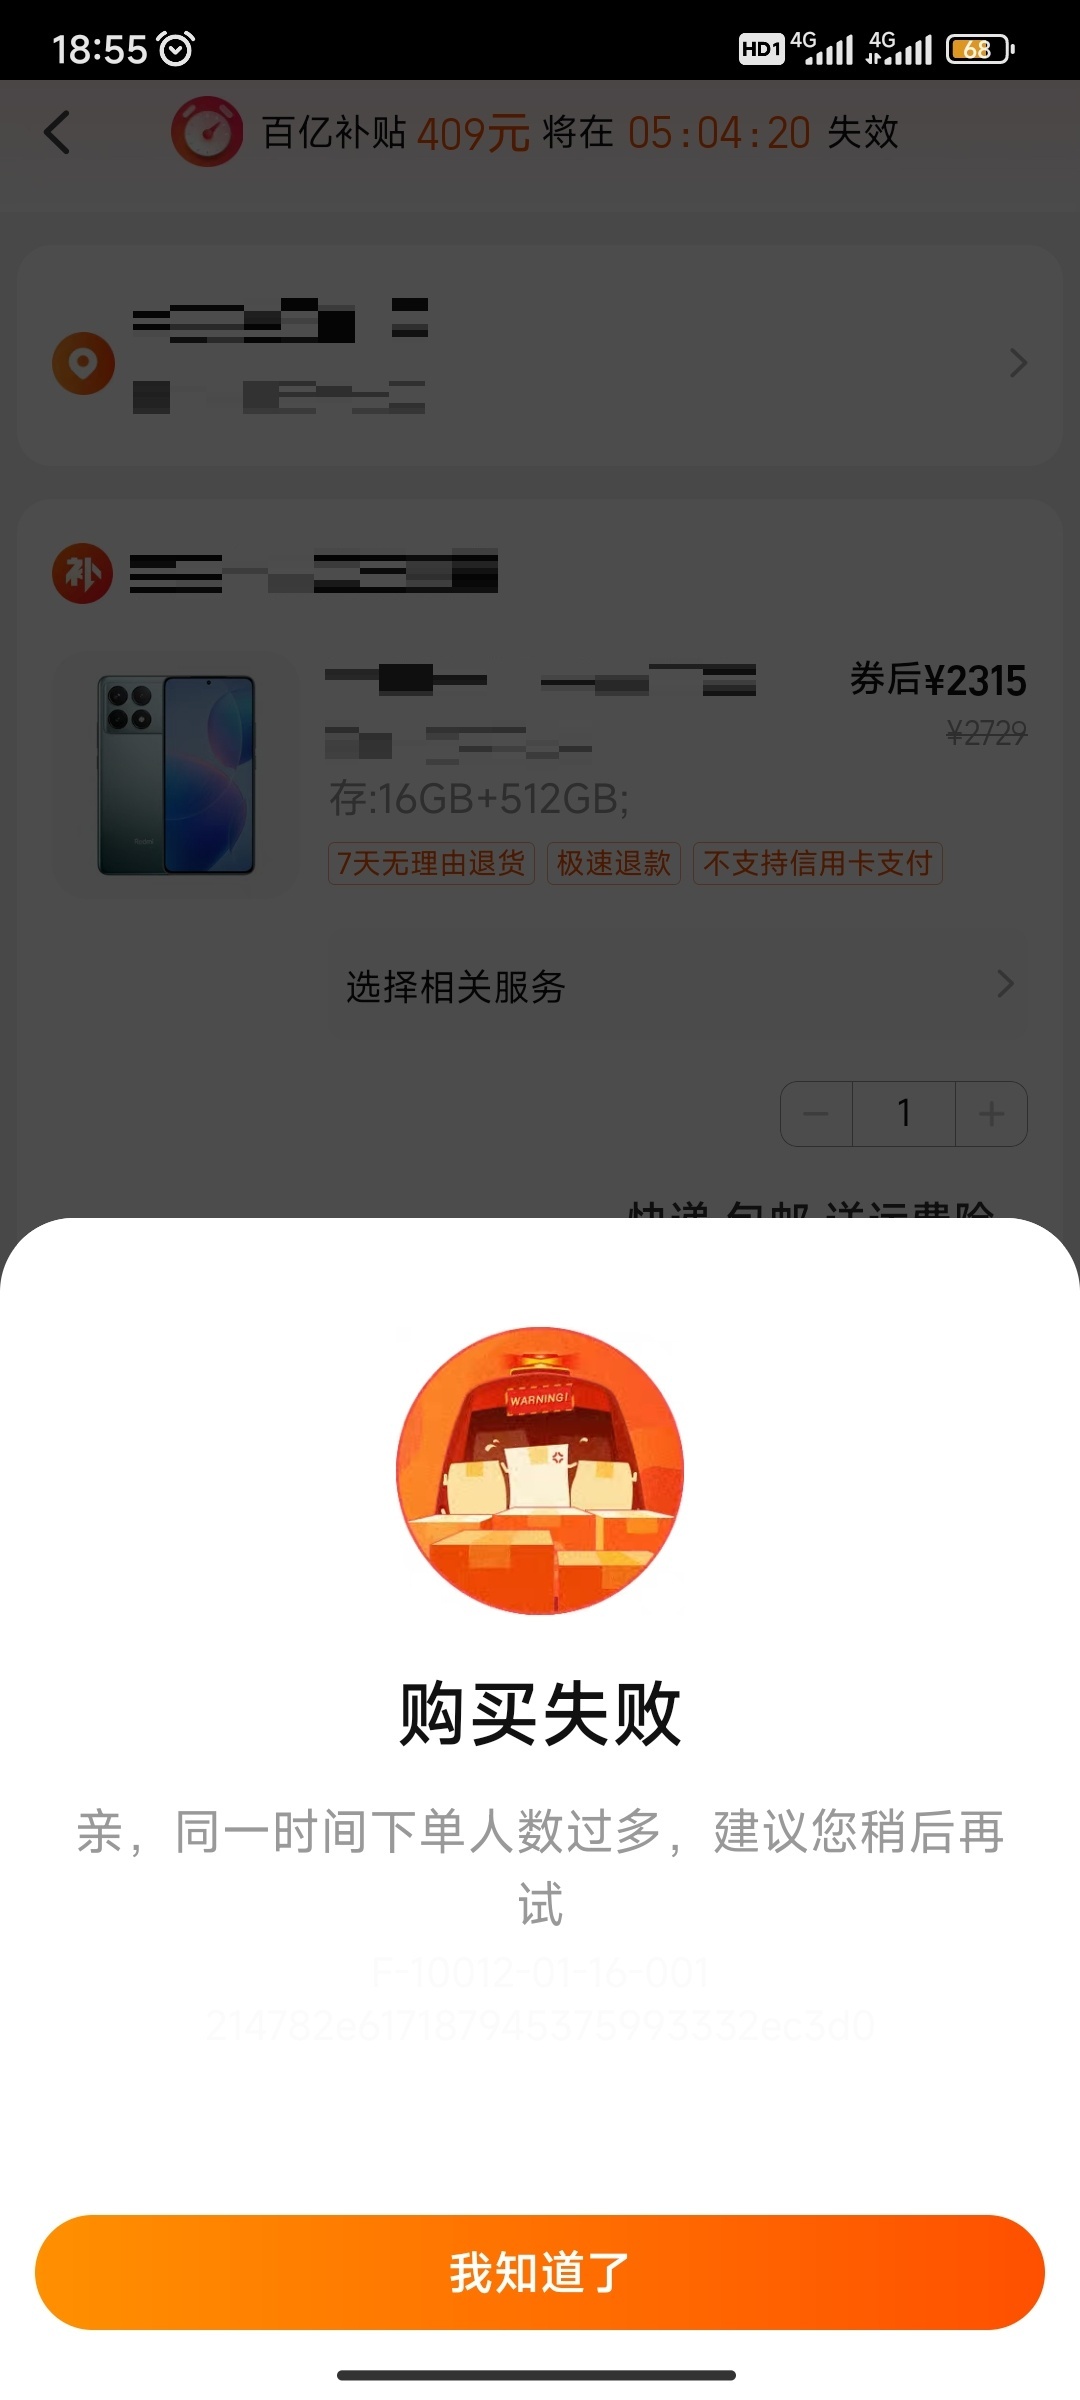 18:55
HD1 4G 4G 68
百亿补贴 409元 将在 05:04:20 失效
补
券后¥2315
¥2729
存:16GB+512GB;
7天无理由退货 极速退款 不支持信用卡支付
选择相关服务
1
快递 包邮 送运费险
WARNING!
购买失败
亲，同一时间下单人数过多，建议您稍后再
试
F-10012-01-16-001
214782e617187945375993332ec3d0
我知道了